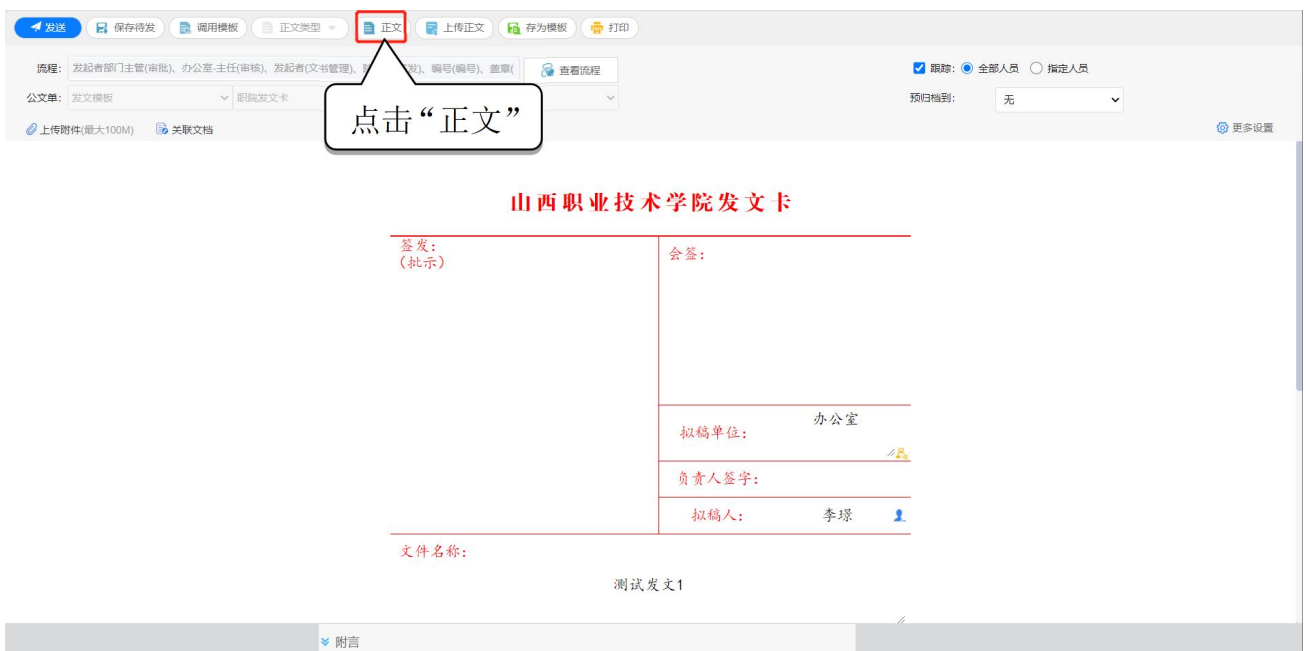 发送 保存待发 调用模板 正文类型 正文 上传正文 存为模板 打印
流程: 发起者部门主管(审批)、办公室-主任(审核)、发起者(文书管理)、 发)、编号(编号)、盖章( 查看流程 跟踪: 全部人员 指定人员
公文单: 发文模板 职院发文卡 预归档到: 无
点击“正文”
上传附件(最大100M) 关联文档 更多设置
山西职业技术学院发文卡
签发:
(批示)
会签:
拟稿单位: 办公室
负责人签字:
拟稿人: 李璟
文件名称:
测试发文1
附言